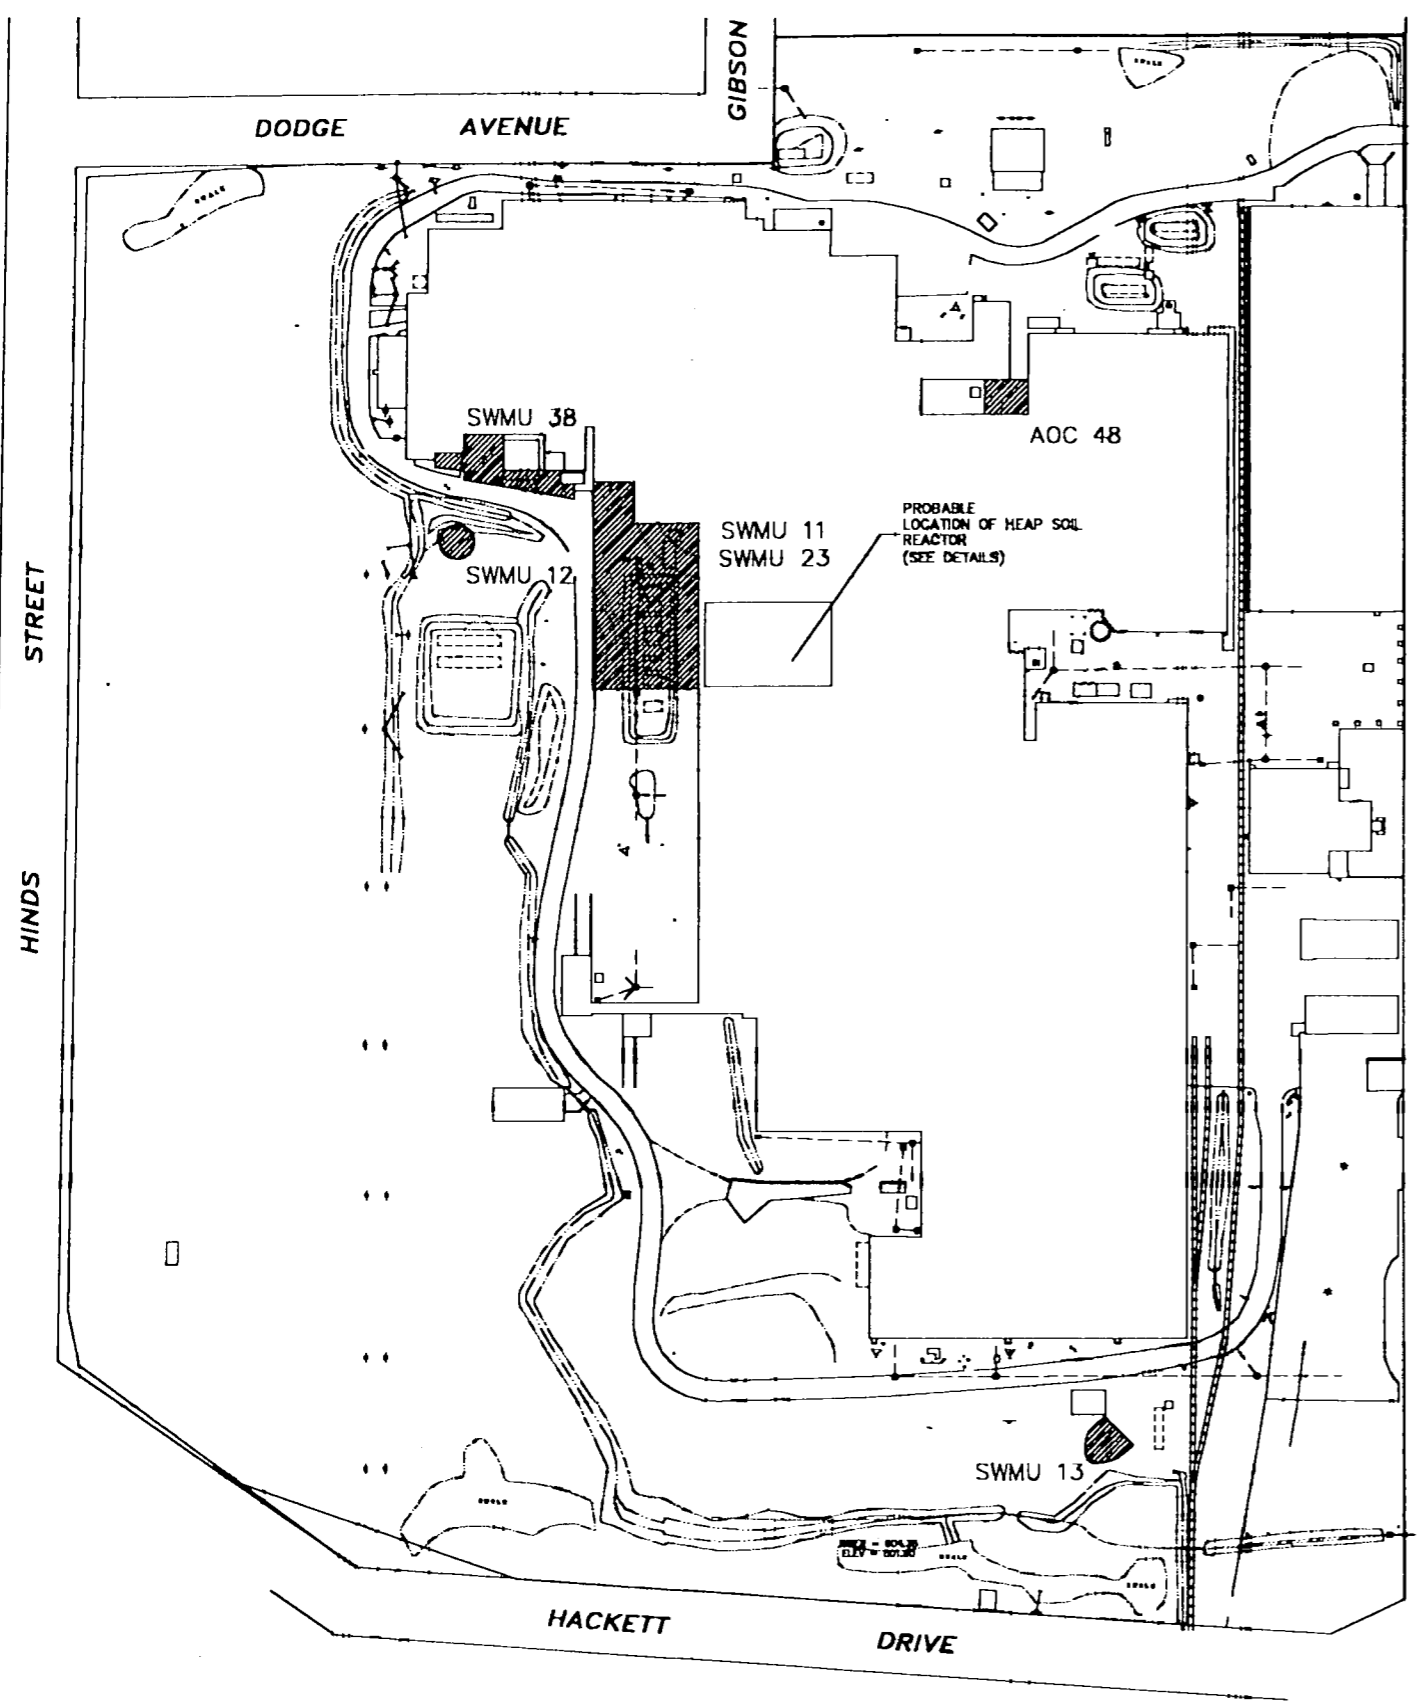 GIBSON
DODGE AVENUE
SWMU 38
AOC 48
PROBABLE
LOCATION OF HEAP SOIL
REACTOR
(SEE DETAILS)
SWMU 11
SWMU 23
SWMU 12
HINDS STREET
SWMU 13
HACKETT DRIVE